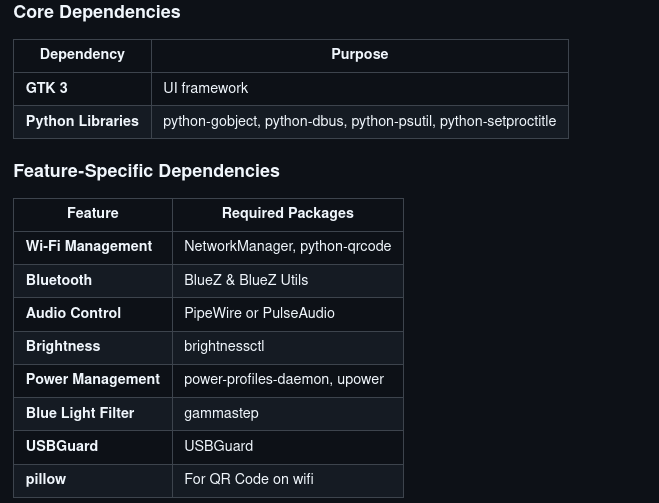 Core Dependencies
Dependency Purpose
GTK 3 UI framework
Python Libraries python-gobject, python-dbus, python-psutil, python-setproctitle
Feature-Specific Dependencies
Feature Required Packages
Wi-Fi Management NetworkManager, python-qrcode
Bluetooth BlueZ & BlueZ Utils
Audio Control PipeWire or PulseAudio
Brightness brightnessctl
Power Management power-profiles-daemon, upower
Blue Light Filter gammastep
USBGuard USBGuard
pillow For QR Code on wifi